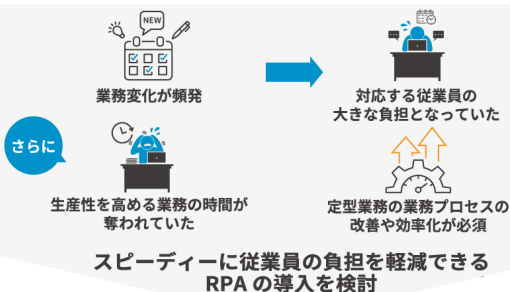 NEW
業務変化が頻発
対応する従業員の
大きな負担となっていた
さらに
生産性を高める業務の時間が
奪われていた
定型業務の業務プロセスの
改善や効率化が必須
スピーディーに従業員の負担を軽減できる
RPA の導入を検討